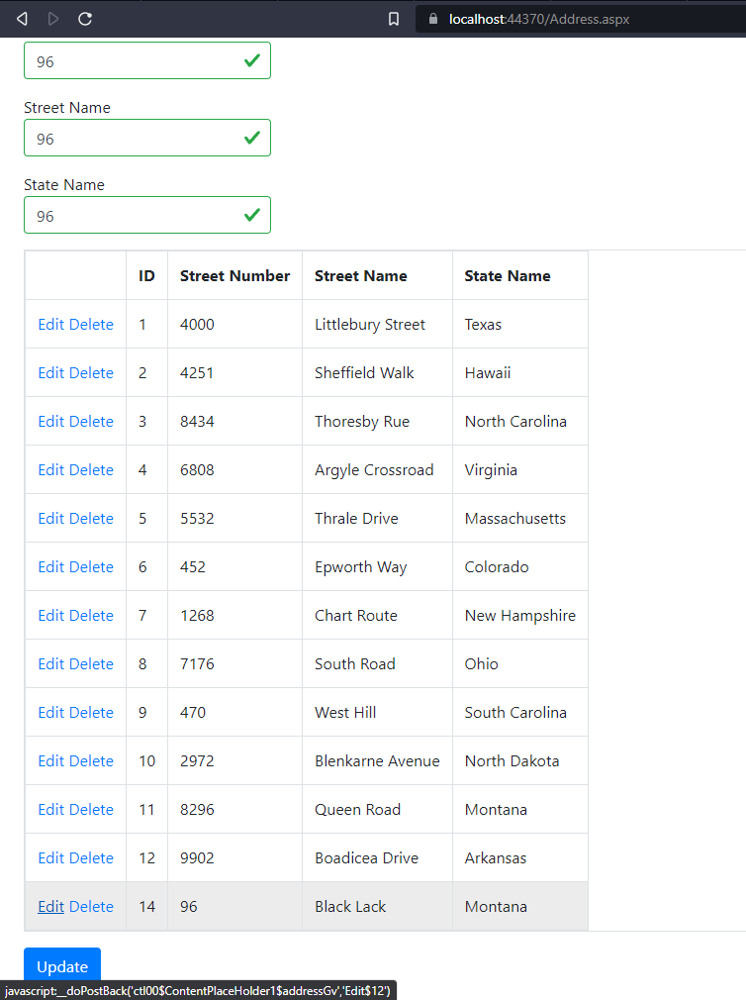 localhost:44370/Address.aspx
96
Street Name
96
State Name
96
ID Street Number Street Name State Name
Edit Delete 1 4000 Littlebury Street Texas
Edit Delete 2 4251 Sheffield Walk Hawaii
Edit Delete 3 8434 Thoresby Rue North Carolina
Edit Delete 4 6808 Argyle Crossroad Virginia
Edit Delete 5 5532 Thrale Drive Massachusetts
Edit Delete 6 452 Epworth Way Colorado
Edit Delete 7 1268 Chart Route New Hampshire
Edit Delete 8 7176 South Road Ohio
Edit Delete 9 470 West Hill South Carolina
Edit Delete 10 2972 Blenkarne Avenue North Dakota
Edit Delete 11 8296 Queen Road Montana
Edit Delete 12 9902 Boadicea Drive Arkansas
Edit Delete 14 96 Black Lack Montana
Update
javascript:__doPostBack('ctl00$ContentPlaceHolder1$addressGv','Edit$12')